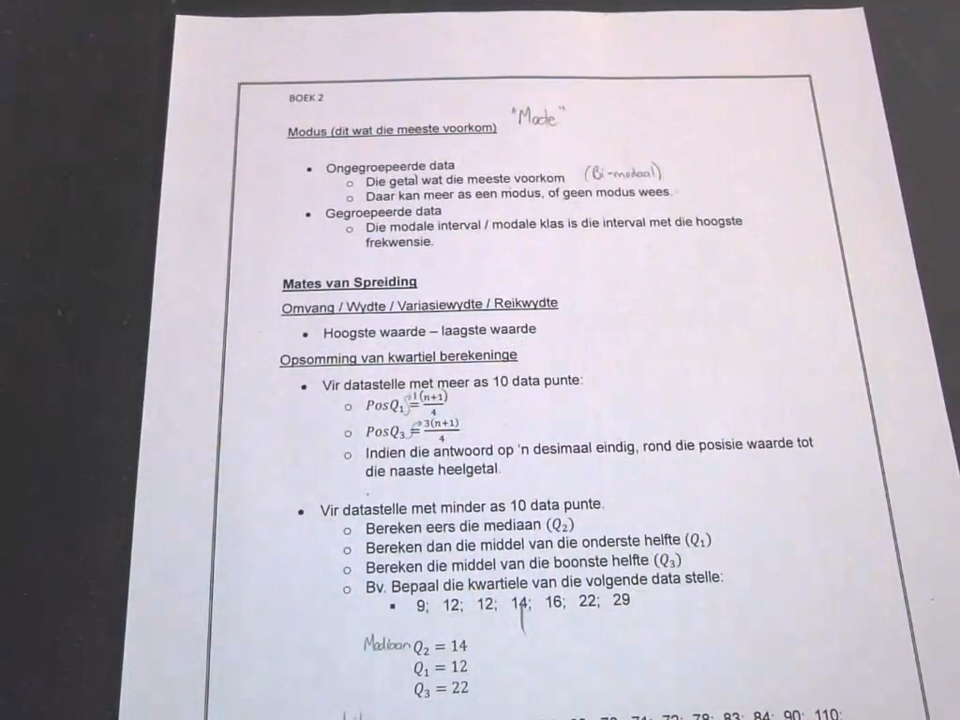 BOEK 2
Modus (dit wat die meeste voorkom) "Mode"
• Ongegroepeerde data
o Die getal wat die meeste voorkom (Bi-modaal)
o Daar kan meer as een modus, of geen modus wees.
• Gegroepeerde data
o Die modale interval / modale klas is die interval met die hoogste
frekwensie.
Mates van Spreiding
Omvang / Wydte / Variasiewydte / Reikwydte
• Hoogste waarde – laagste waarde
Opsomming van kwartiel berekeninge
• Vir datastelle met meer as 10 data punte:
o PosQ₁ = 1(n+1)/4
o PosQ₃ = 3(n+1)/4
o Indien die antwoord op 'n desimaal eindig, rond die posisie waarde tot
die naaste heelgetal.
• Vir datastelle met minder as 10 data punte.
o Bereken eers die mediaan (Q₂)
o Bereken dan die middel van die onderste helfte (Q₁)
o Bereken die middel van die boonste helfte (Q₃)
o Bv. Bepaal die kwartiele van die volgende data stelle:
▪ 9; 12; 12; 14; 16; 22; 29
Mediaan Q₂ = 14
Q₁ = 12
Q₃ = 22
78; 83; 84; 90; 110;